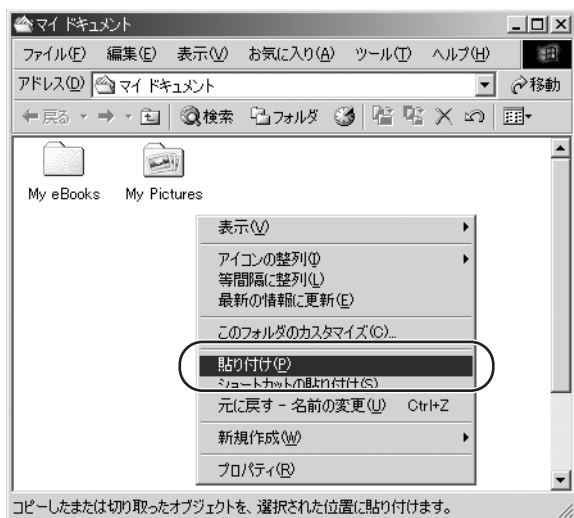 マイ ドキュメント
ファイル(F) 編集(E) 表示(V) お気に入り(A) ツール(T) ヘルプ(H)
アドレス(D) マイ ドキュメント 移動
戻る 検索 フォルダ
My eBooks My Pictures
表示(V)
アイコンの整列(I)
等間隔に整列(L)
最新の情報に更新(E)
このフォルダのカスタマイズ(C)...
貼り付け(P)
ショートカットの貼り付け(S)
元に戻す - 名前の変更(U) Ctrl+Z
新規作成(W)
プロパティ(R)
コピーしたまたは切り取ったオブジェクトを、選択された位置に貼り付けます。